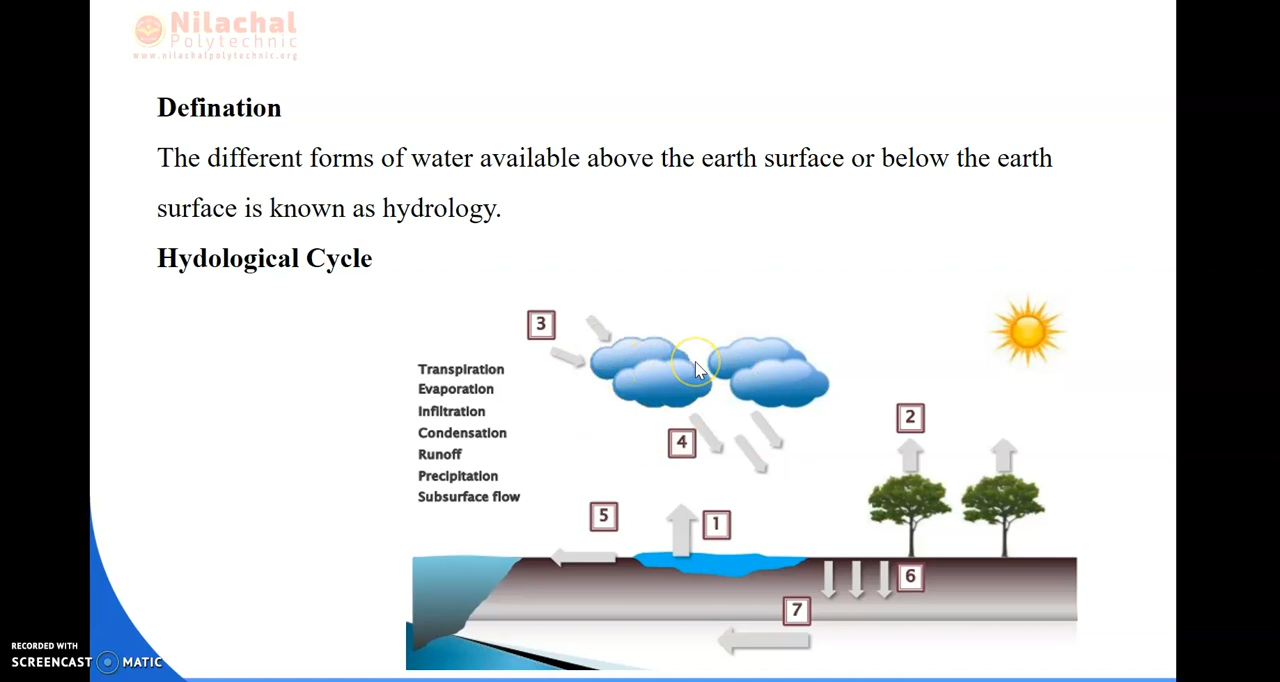 Nilachal
Polytechnic
www.nilachalpolytechnic.org
Defination
The different forms of water available above the earth surface or below the earth
surface is known as hydrology.
Hydological Cycle
3
Transpiration
Evaporation
Infiltration
Condensation
Runoff
Precipitation
Subsurface flow
2
4
5
1
6
7
RECORDED WITH
SCREENCAST MATIC